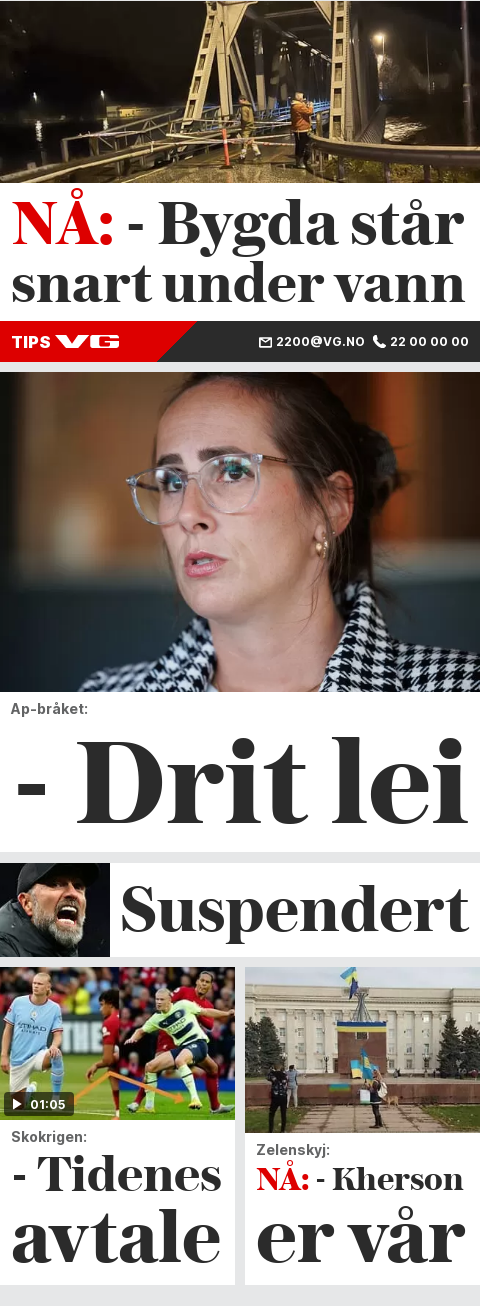 NÅ: - Bygda står
snart under vann
TIPS VG 2200@VG.NO 22 00 00 00
Ap-bråket:
- Drit lei
Suspendert
01:05
Skokrigen:
- Tidenes
avtale
Zelenskyj:
NÅ: - Kherson
er vår